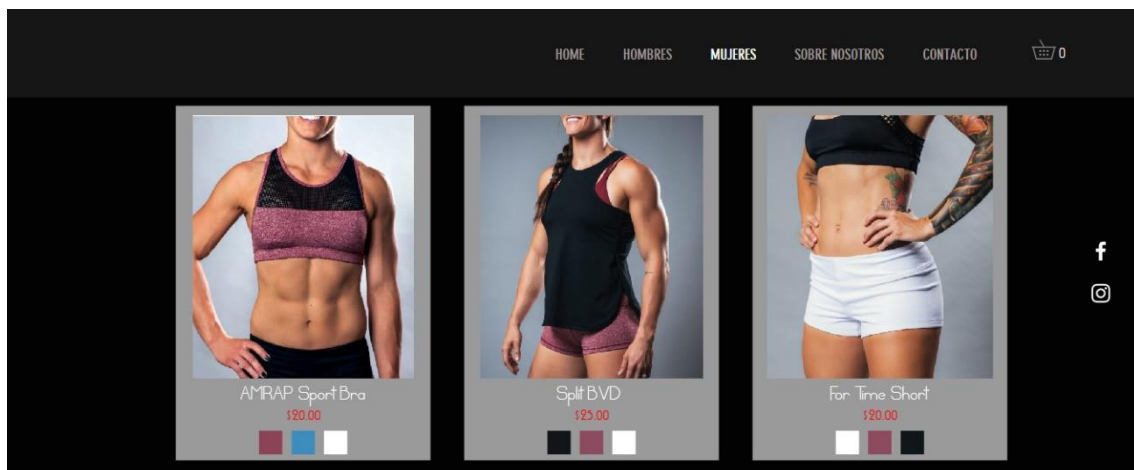 HOME HOMBRES MUJERES SOBRE NOSOTROS CONTACTO 0
AMRAP Sport Bra
$20.00
Split BVD
$25.00
For Time Short
$20.00